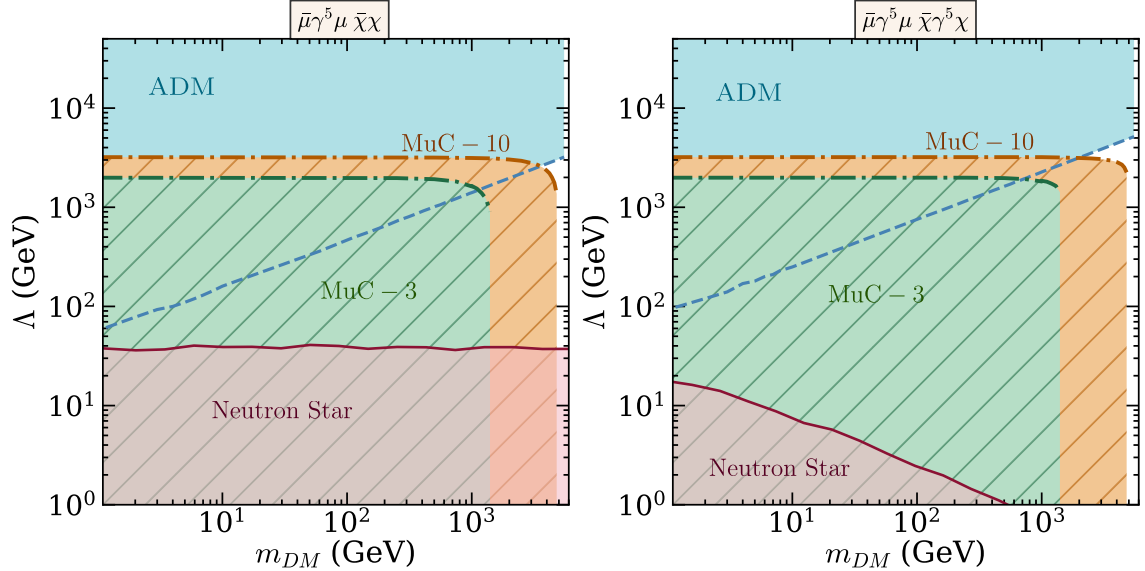 μ̄γ⁵μ χ̄χ
ADM
MuC − 10
MuC − 3
Neutron Star
10⁴
10³
10²
10¹
10⁰
Λ (GeV)
10¹ 10² 10³
m_DM (GeV)
μ̄γ⁵μ χ̄γ⁵χ
ADM
MuC − 10
MuC − 3
Neutron Star
10⁴
10³
10²
10¹
10⁰
Λ (GeV)
10¹ 10² 10³
m_DM (GeV)